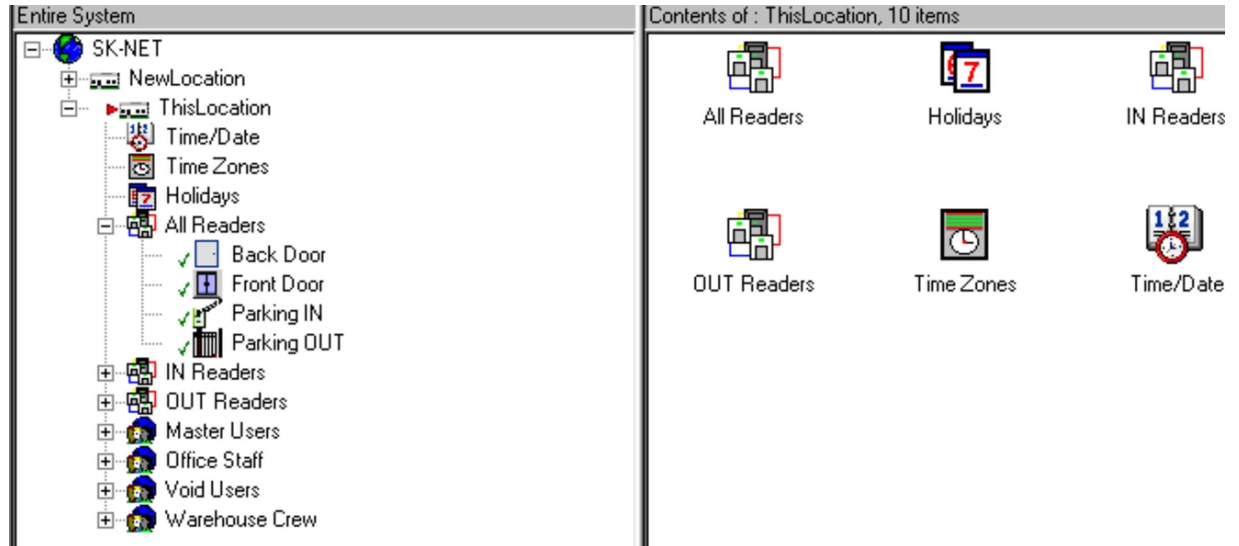 Entire System
SK-NET
NewLocation
ThisLocation
Time/Date
Time Zones
Holidays
All Readers
Back Door
Front Door
Parking IN
Parking OUT
IN Readers
OUT Readers
Master Users
Office Staff
Void Users
Warehouse Crew
Contents of : ThisLocation, 10 items
All Readers Holidays IN Readers
OUT Readers Time Zones Time/Date